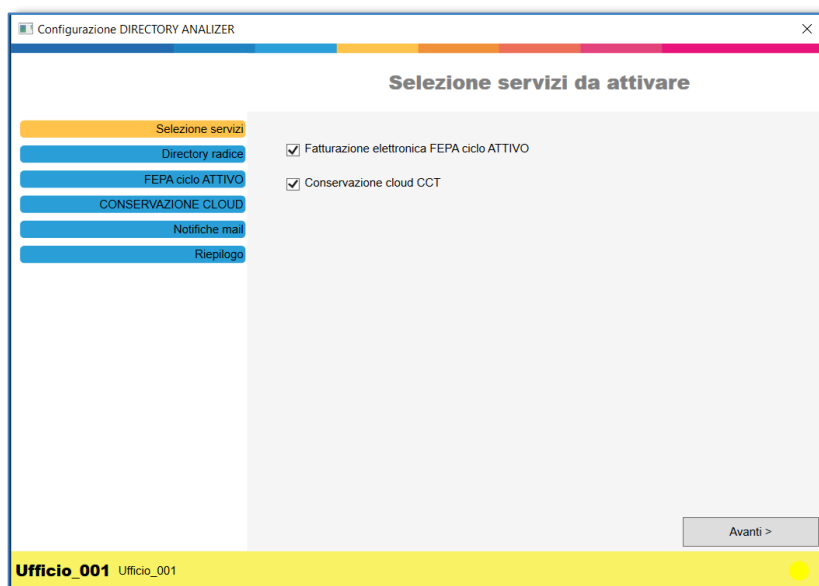 Configurazione DIRECTORY ANALIZER
Selezione servizi da attivare
Selezione servizi
Directory radice
FEPA ciclo ATTIVO
CONSERVAZIONE CLOUD
Notifiche mail
Riepilogo
Fatturazione elettronica FEPA ciclo ATTIVO
Conservazione cloud CCT
Avanti >
Ufficio_001 Ufficio_001